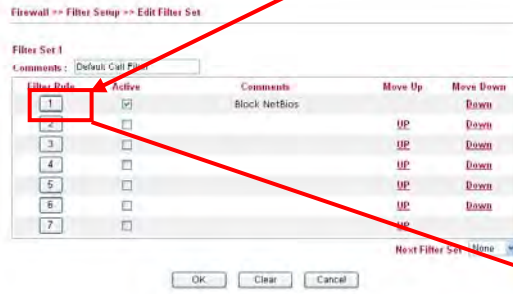 Firewall >> Filter Setup >> Edit Filter Set
Filter Set 1
Comments : Default Call Filter
Filter Rule Active Comments Move Up Move Down
1 Block NetBios Down
2 UP Down
3 UP Down
4 UP Down
5 UP Down
6 UP Down
7 UP
Next Filter Set None
OK Clear Cancel